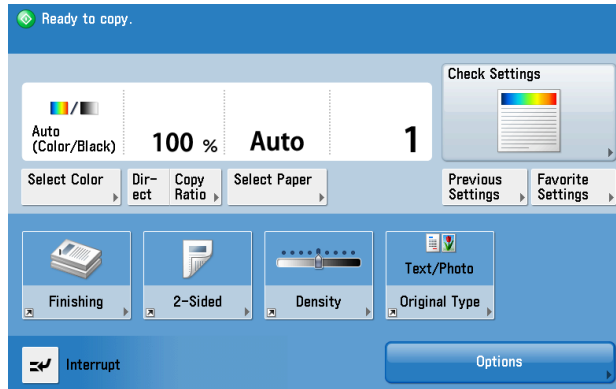 Ready to copy.
Check Settings
Auto
(Color/Black)
100 %
Auto
1
Select Color
Dir-
ect
Copy
Ratio
Select Paper
Previous
Settings
Favorite
Settings
Finishing
2-Sided
Density
Text/Photo
Original Type
Interrupt
Options